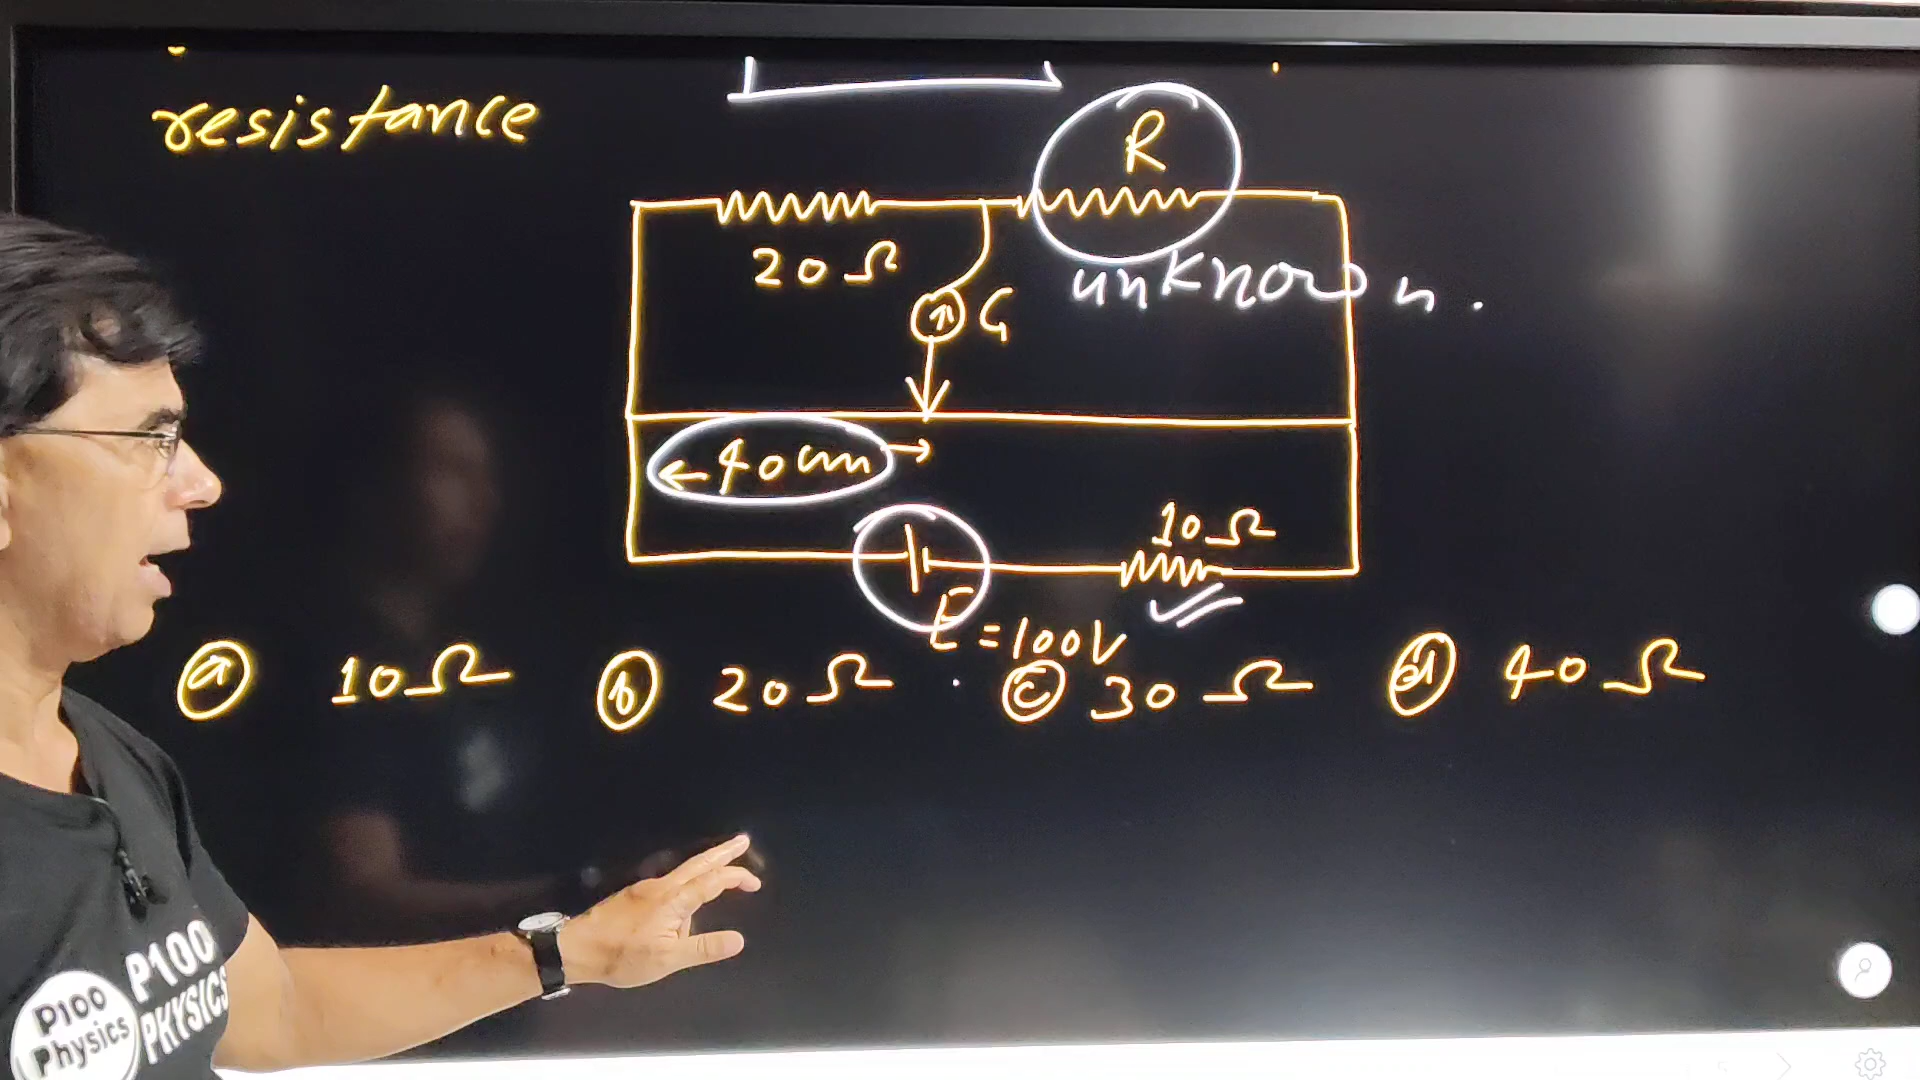 resistance
R
20Ω
unknown.
G
40cm
10Ω
E=100V
a 10Ω b 20Ω c 30Ω d 40Ω
P100
PHYSICS
P100
Physics